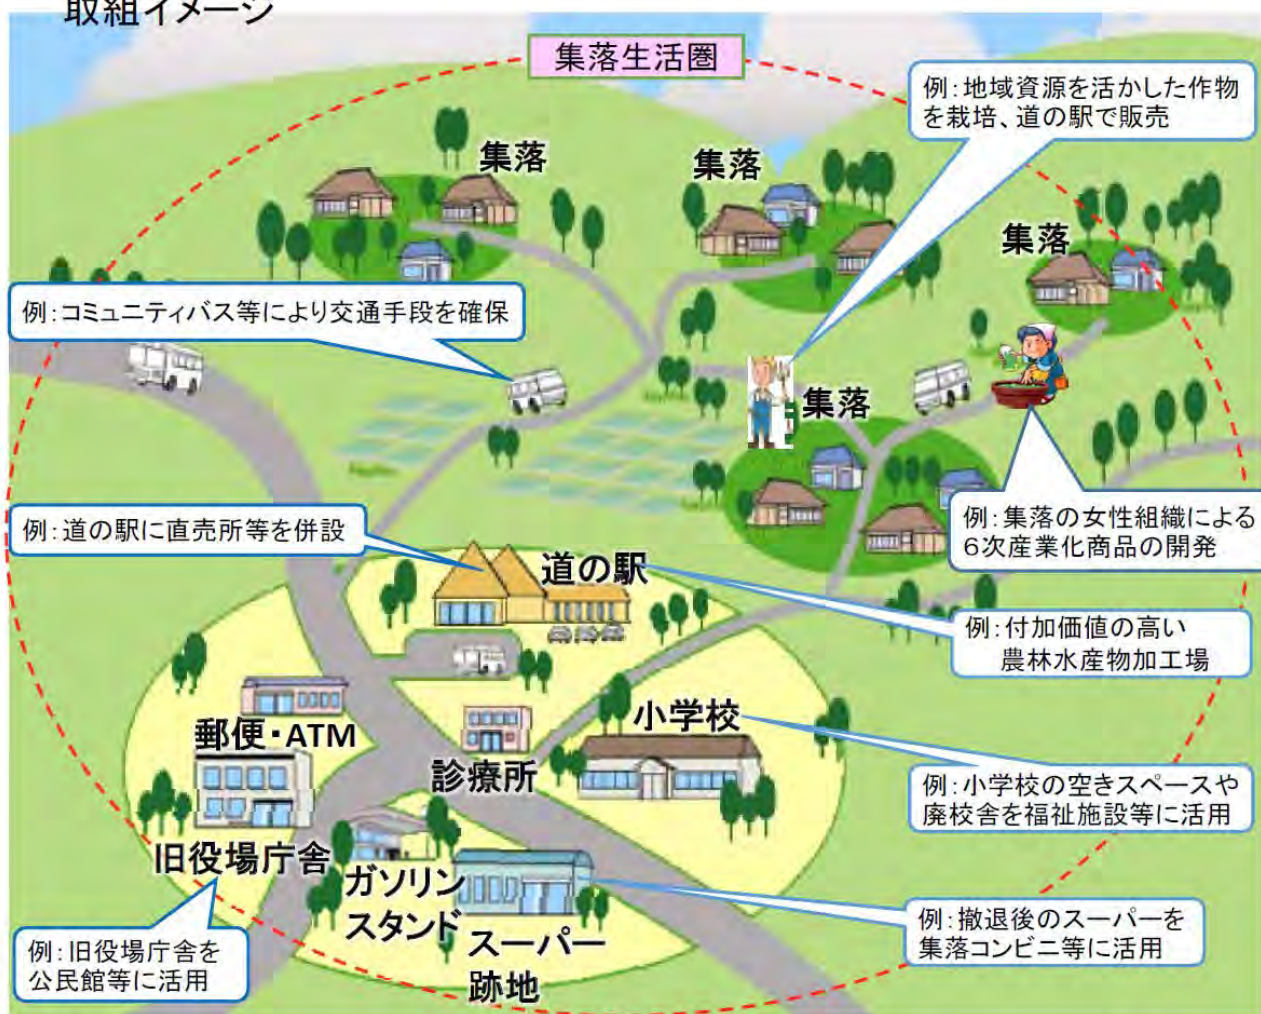 取組イメージ
集落生活圏
例：地域資源を活かした作物
を栽培、道の駅で販売
集落
集落
集落
例：コミュニティバス等により交通手段を確保
集落
例：道の駅に直売所等を併設
例：集落の女性組織による
６次産業化商品の開発
道の駅
例：付加価値の高い
農林水産物加工場
小学校
郵便・ATM
診療所
例：小学校の空きスペースや
廃校舎を福祉施設等に活用
旧役場庁舎
ガソリン
スタンド
スーパー
跡地
例：撤退後のスーパーを
集落コンビニ等に活用
例：旧役場庁舎を
公民館等に活用